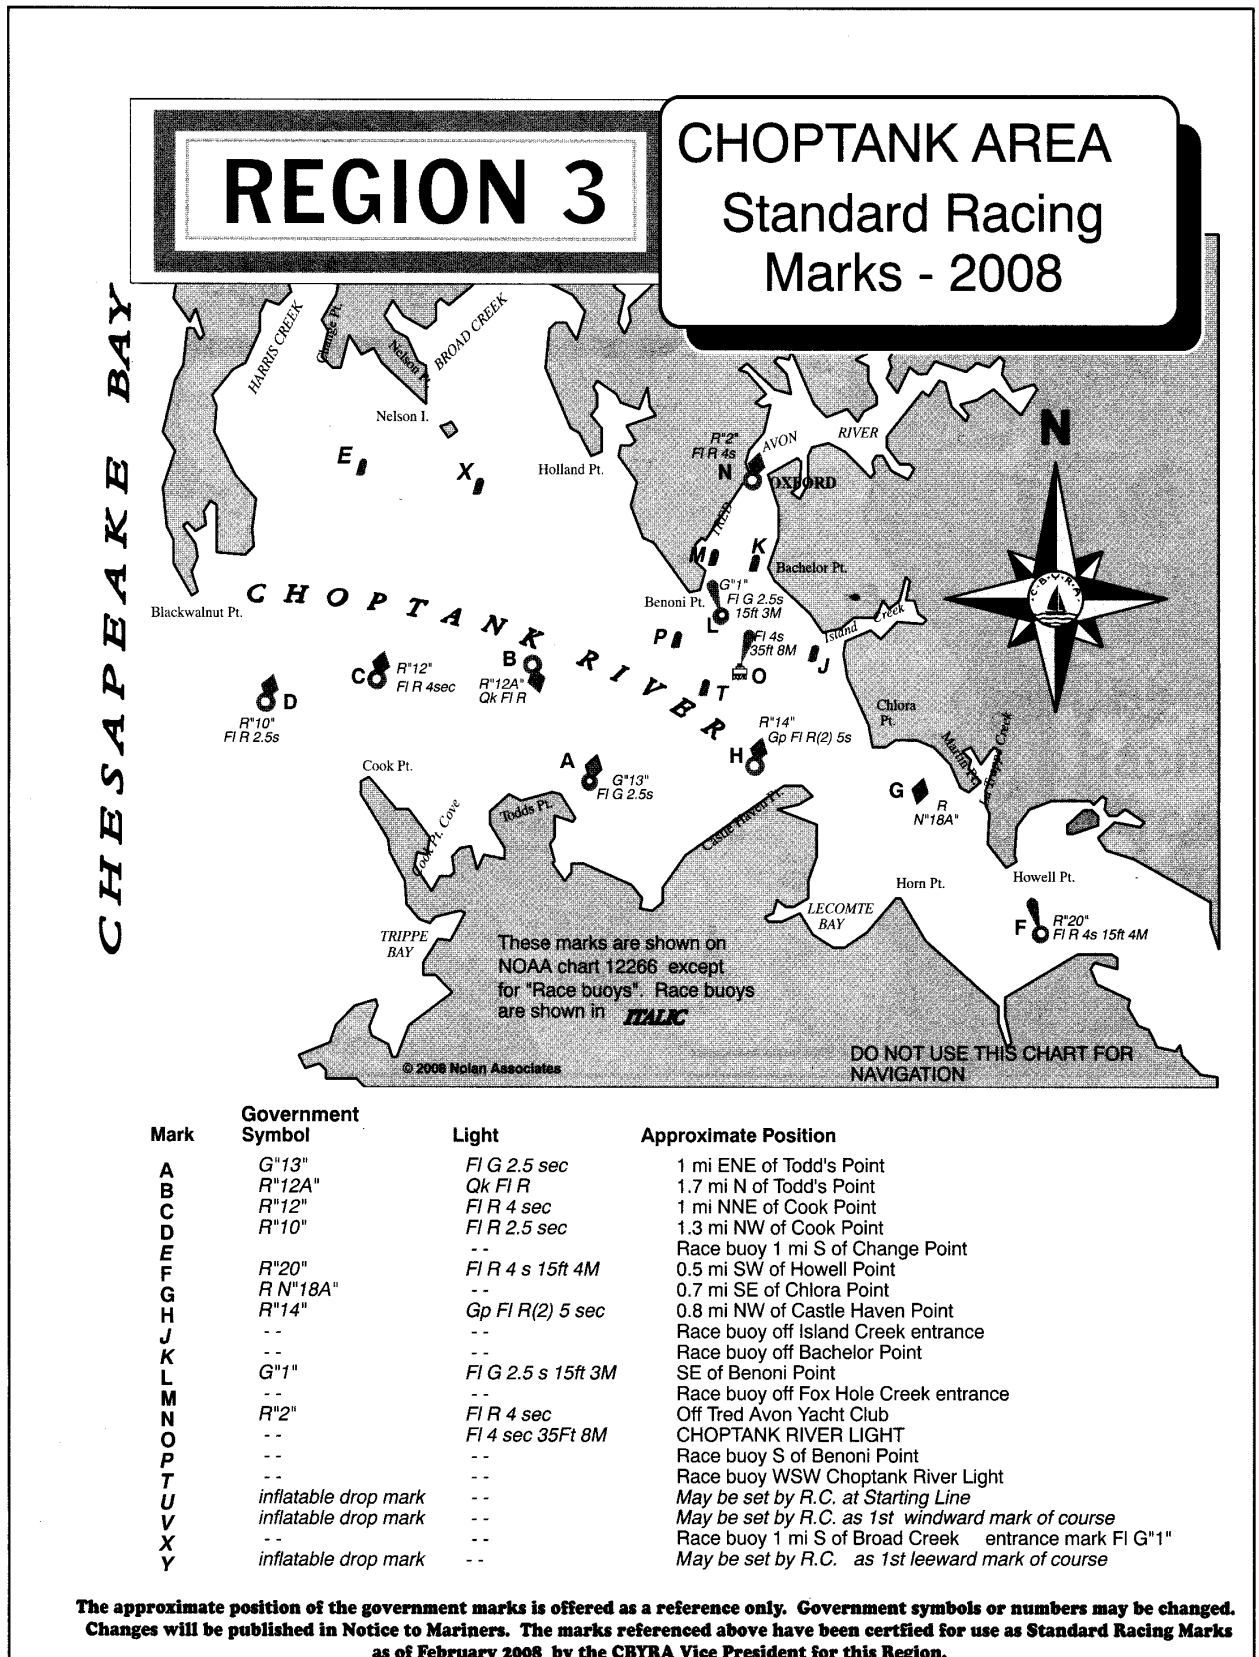 REGION 3
CHOPTANK AREA
Standard Racing
Marks - 2008
CHESAPEAKE BAY
HARRIS CREEK
Change Pt.
Nelson Pt.
BROAD CREEK
Nelson I.
E
X
Holland Pt.
R"2"
Fl R 4s
N
TRED
AVON
RIVER
OXFORD
N
C·B·Y·R·A
M
K
Bachelor Pt.
Blackwalnut Pt.
CHOPTANK RIVER
Benoni Pt.
G"1"
Fl G 2.5s
15ft 3M
L
Island Creek
P
Fl 4s
35ft 8M
O
J
T
B
R"12A"
Qk Fl R
C
R"12"
Fl R 4sec
D
R"10"
Fl R 2.5s
Chlora
Pt.
R"14"
Gp Fl R(2) 5s
H
Martin Pt.
La Trappe Creek
Cook Pt.
A
G"13"
Fl G 2.5s
G
R
N"18A"
Cook Pt. Cove
Todds Pt.
Castle Haven Pt.
Horn Pt.
Howell Pt.
LECOMTE
BAY
F
R"20"
Fl R 4s 15ft 4M
TRIPPE
BAY
These marks are shown on
NOAA chart 12266 except
for "Race buoys". Race buoys
are shown in ITALIC
DO NOT USE THIS CHART FOR
NAVIGATION
© 2008 Nolan Associates
Mark Government Symbol Light Approximate Position
A G"13" Fl G 2.5 sec 1 mi ENE of Todd's Point
B R"12A" Qk Fl R 1.7 mi N of Todd's Point
C R"12" Fl R 4 sec 1 mi NNE of Cook Point
D R"10" Fl R 2.5 sec 1.3 mi NW of Cook Point
E -- Race buoy 1 mi S of Change Point
F R"20" Fl R 4 s 15ft 4M 0.5 mi SW of Howell Point
G R N"18A" -- 0.7 mi SE of Chlora Point
H R"14" Gp Fl R(2) 5 sec 0.8 mi NW of Castle Haven Point
J -- -- Race buoy off Island Creek entrance
K -- -- Race buoy off Bachelor Point
L G"1" Fl G 2.5 s 15ft 3M SE of Benoni Point
M -- -- Race buoy off Fox Hole Creek entrance
N R"2" Fl R 4 sec Off Tred Avon Yacht Club
O -- Fl 4 sec 35Ft 8M CHOPTANK RIVER LIGHT
P -- -- Race buoy S of Benoni Point
T -- -- Race buoy WSW Choptank River Light
U inflatable drop mark -- May be set by R.C. at Starting Line
V inflatable drop mark -- May be set by R.C. as 1st windward mark of course
X -- -- Race buoy 1 mi S of Broad Creek entrance mark Fl G"1"
Y inflatable drop mark -- May be set by R.C. as 1st leeward mark of course
The approximate position of the government marks is offered as a reference only. Government symbols or numbers may be changed.
Changes will be published in Notice to Mariners. The marks referenced above have been certfied for use as Standard Racing Marks
as of February 2008 by the CBYRA Vice President for this Region.